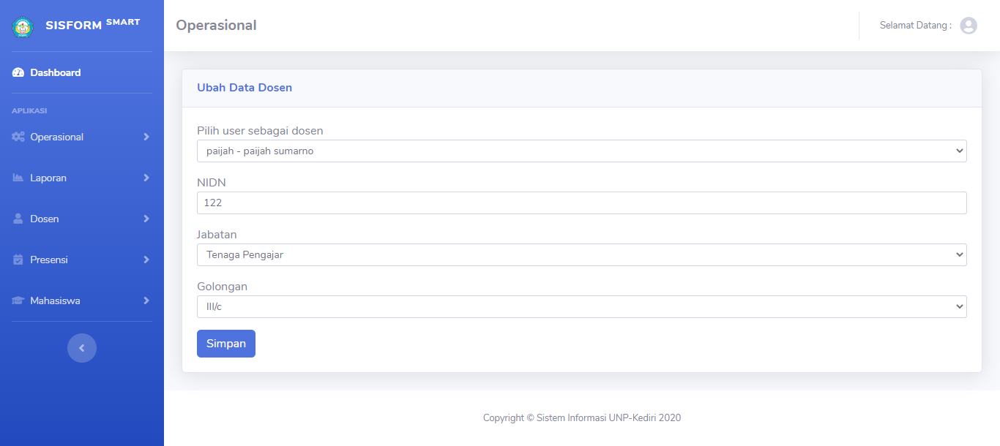 SISFORM SMART
Operasional
Selamat Datang :
Dashboard
APLIKASI
Operasional
Laporan
Dosen
Presensi
Mahasiswa
Ubah Data Dosen
Pilih user sebagai dosen
paijah - paijah sumarno
NIDN
122
Jabatan
Tenaga Pengajar
Golongan
III/c
Simpan
Copyright © Sistem Informasi UNP-Kediri 2020